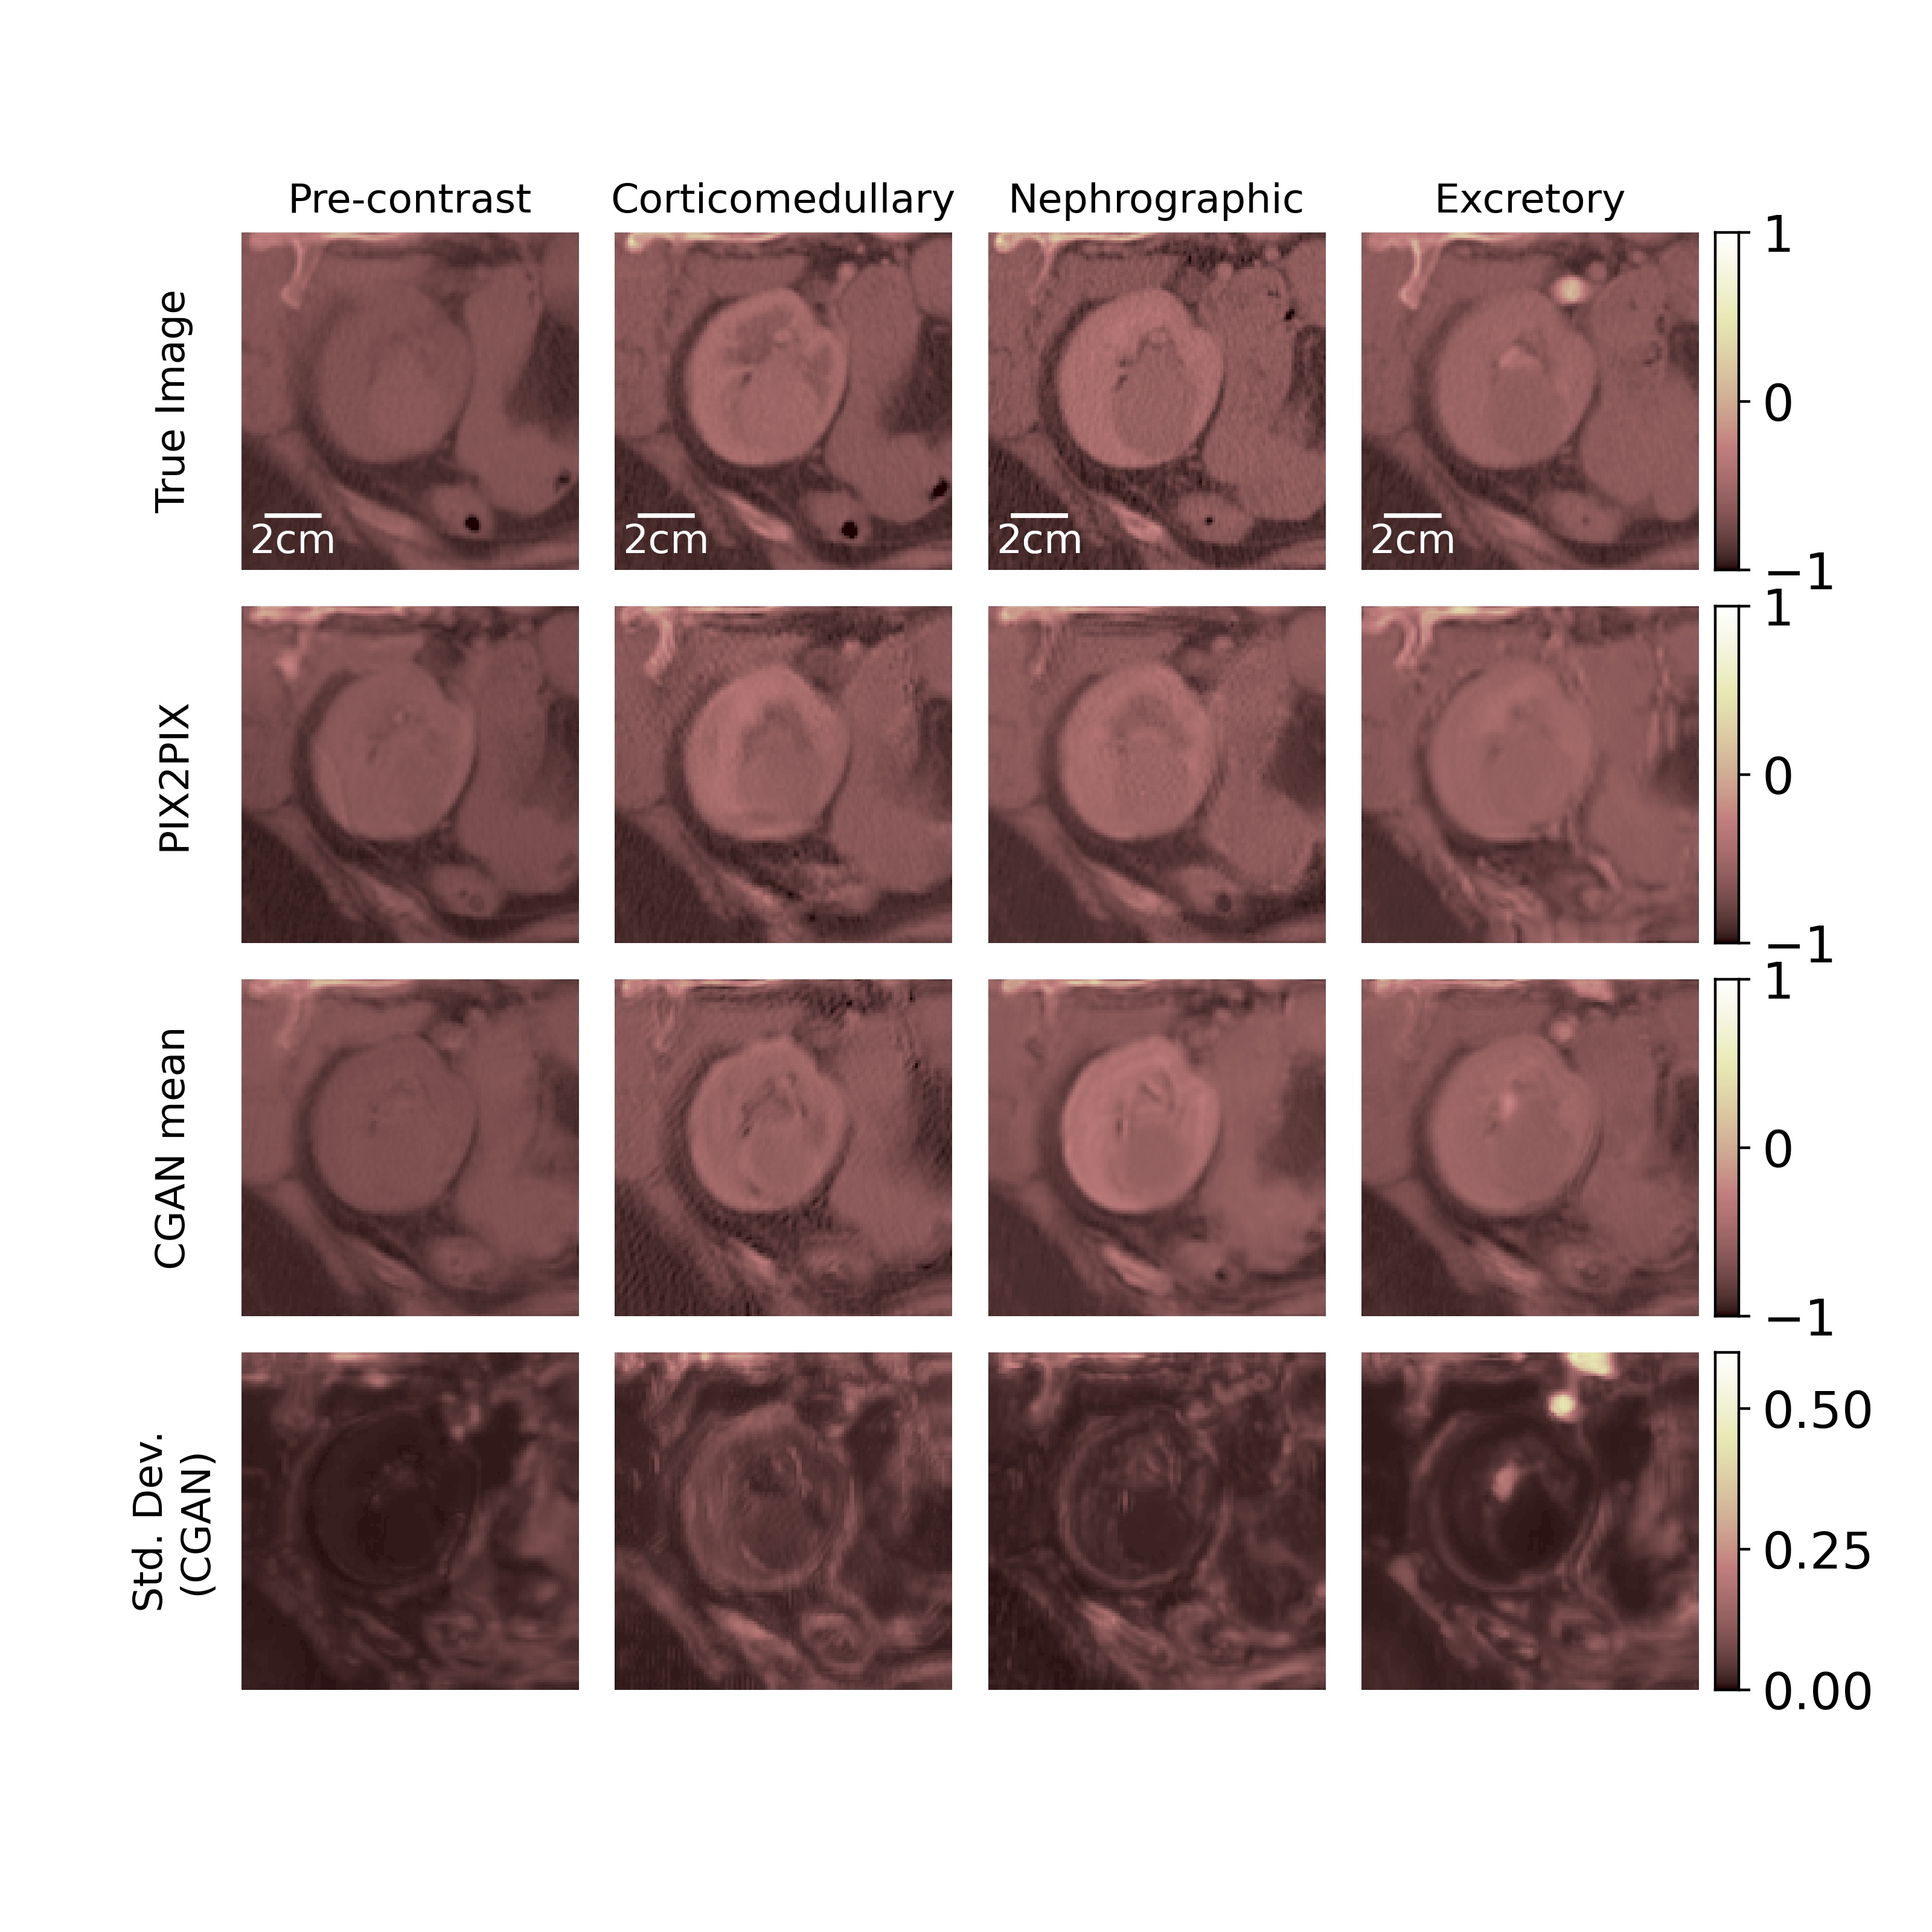 Pre-contrast
Corticomedullary
Nephrographic
Excretory
True Image
2cm
2cm
2cm
2cm
1
0
−1
PIX2PIX
1
0
−1
CGAN mean
1
0
−1
Std. Dev.
(CGAN)
0.50
0.25
0.00